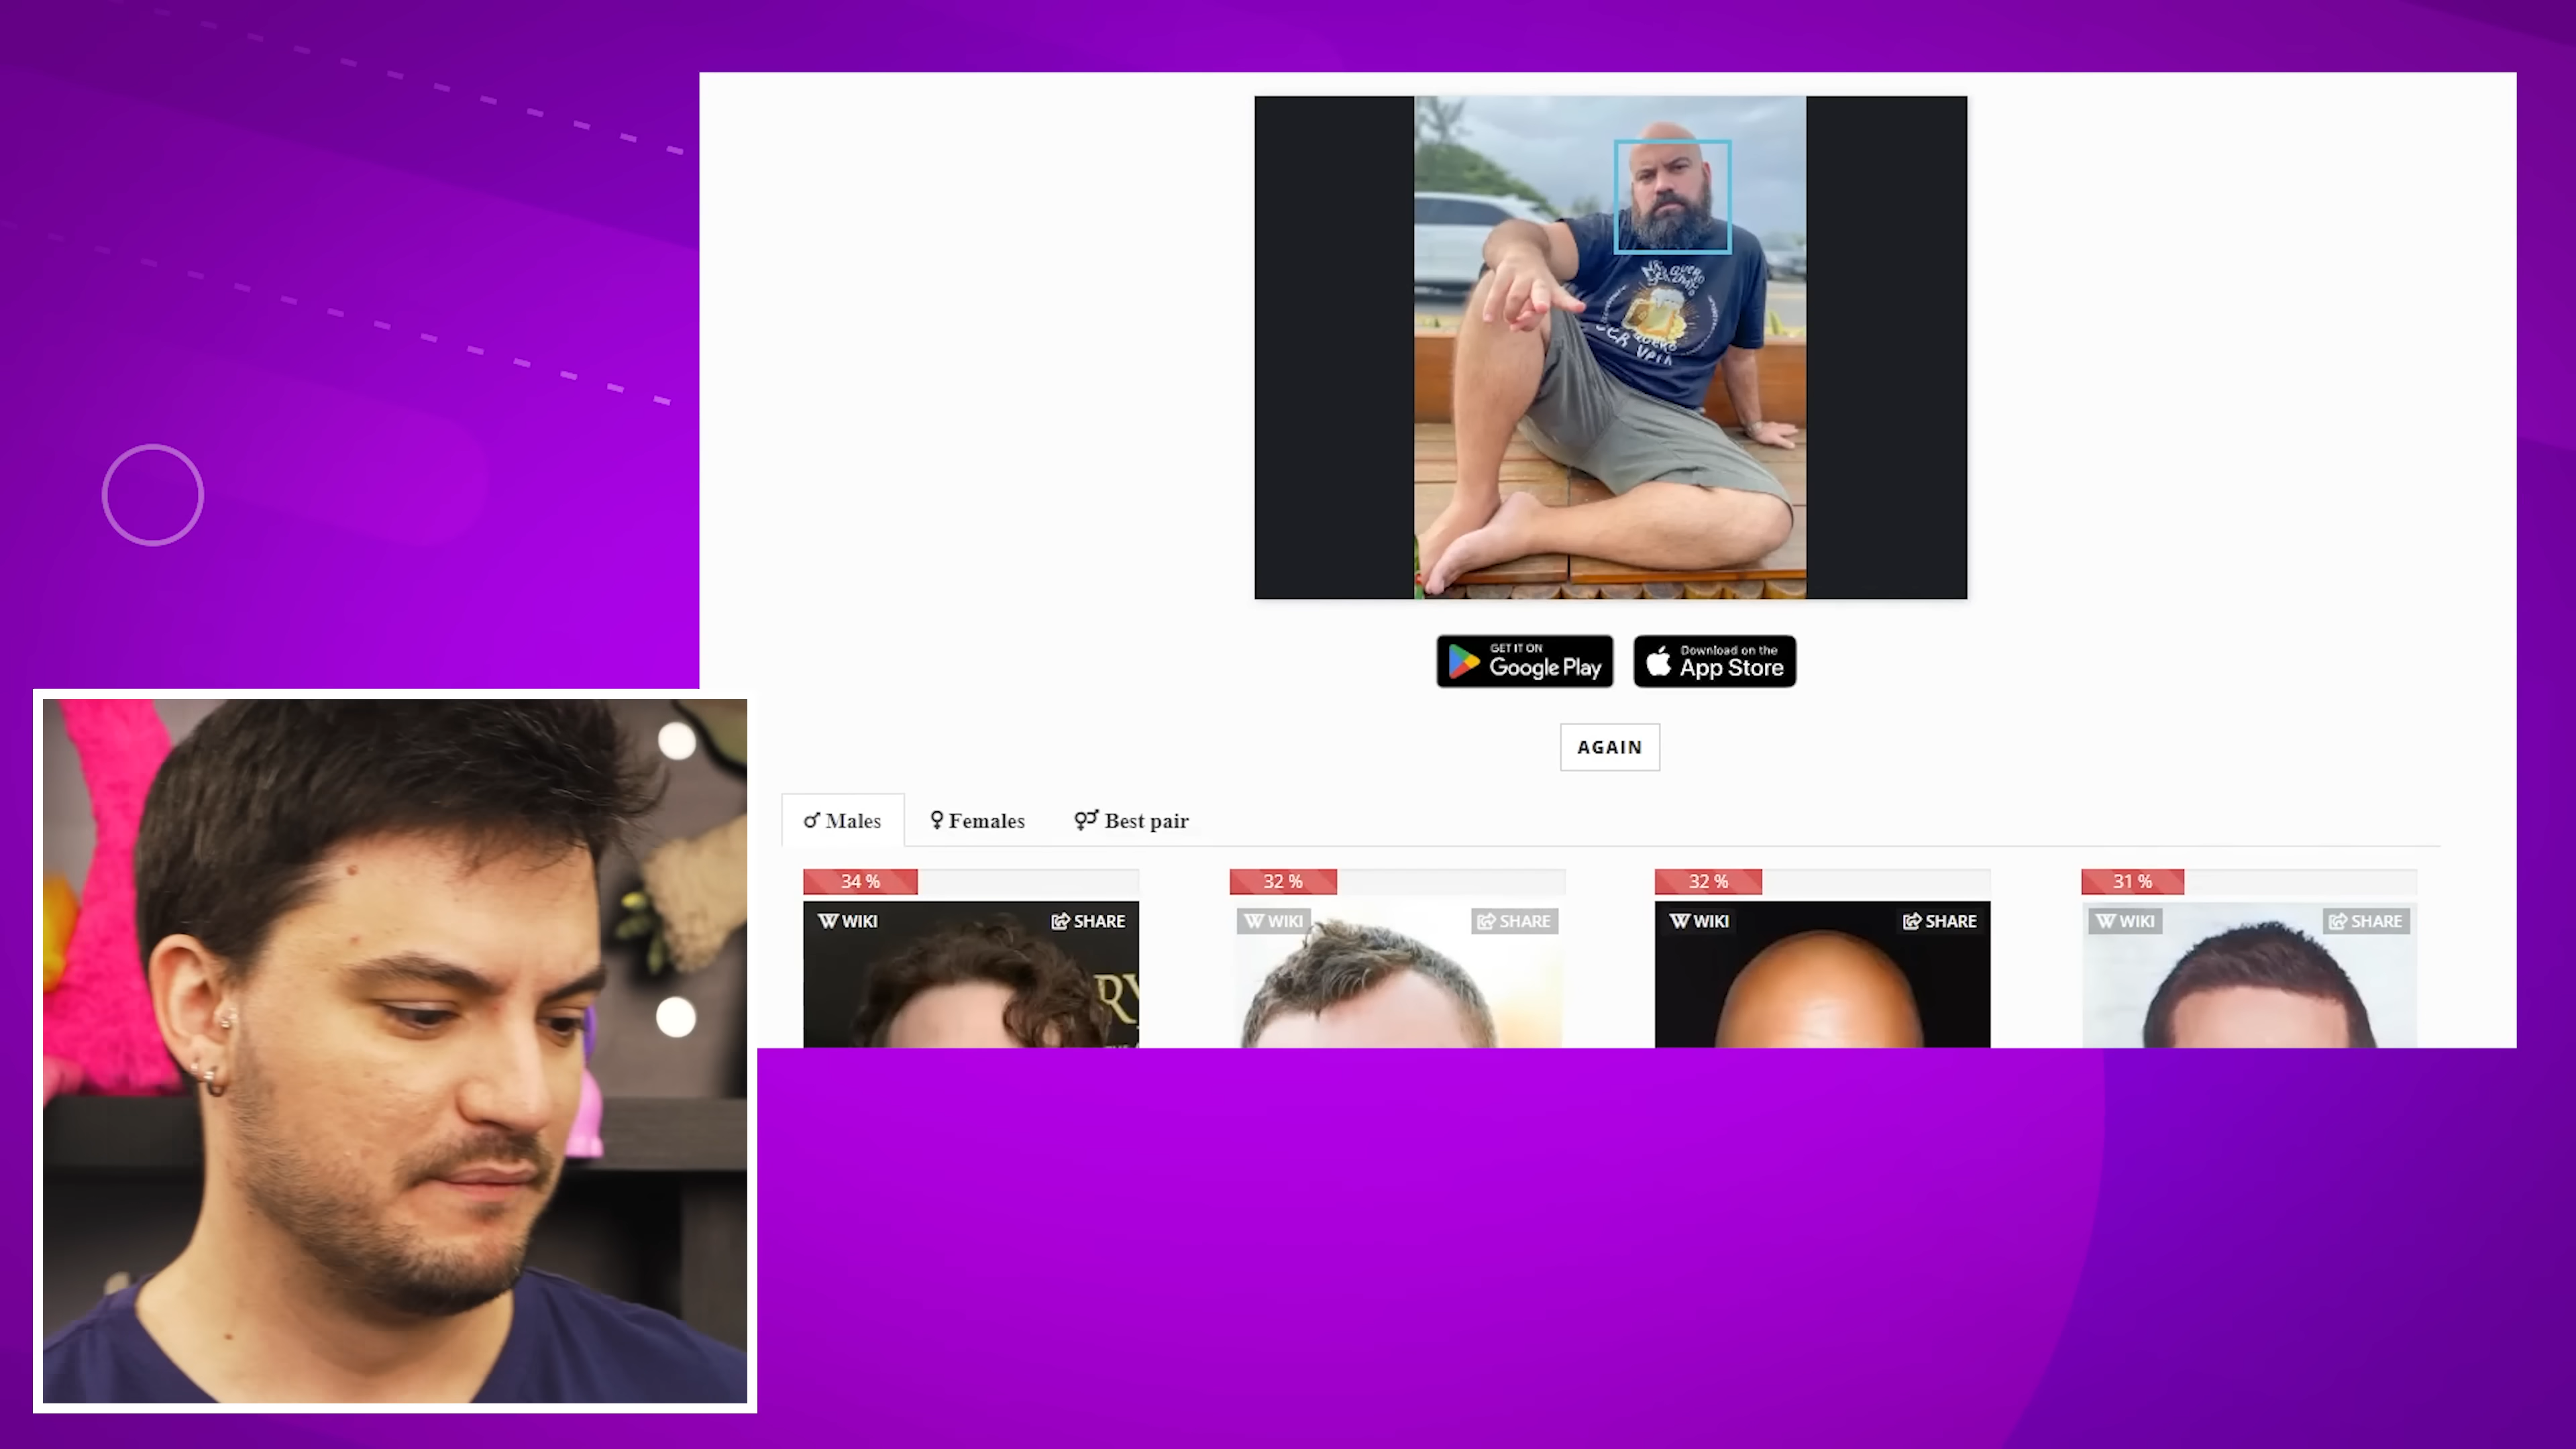 GET IT ON
Google Play
Download on the
App Store
AGAIN
Males
Females
Best pair
34 %
32 %
32 %
31 %
WIKI
SHARE
WIKI
SHARE
WIKI
SHARE
WIKI
SHARE
RY